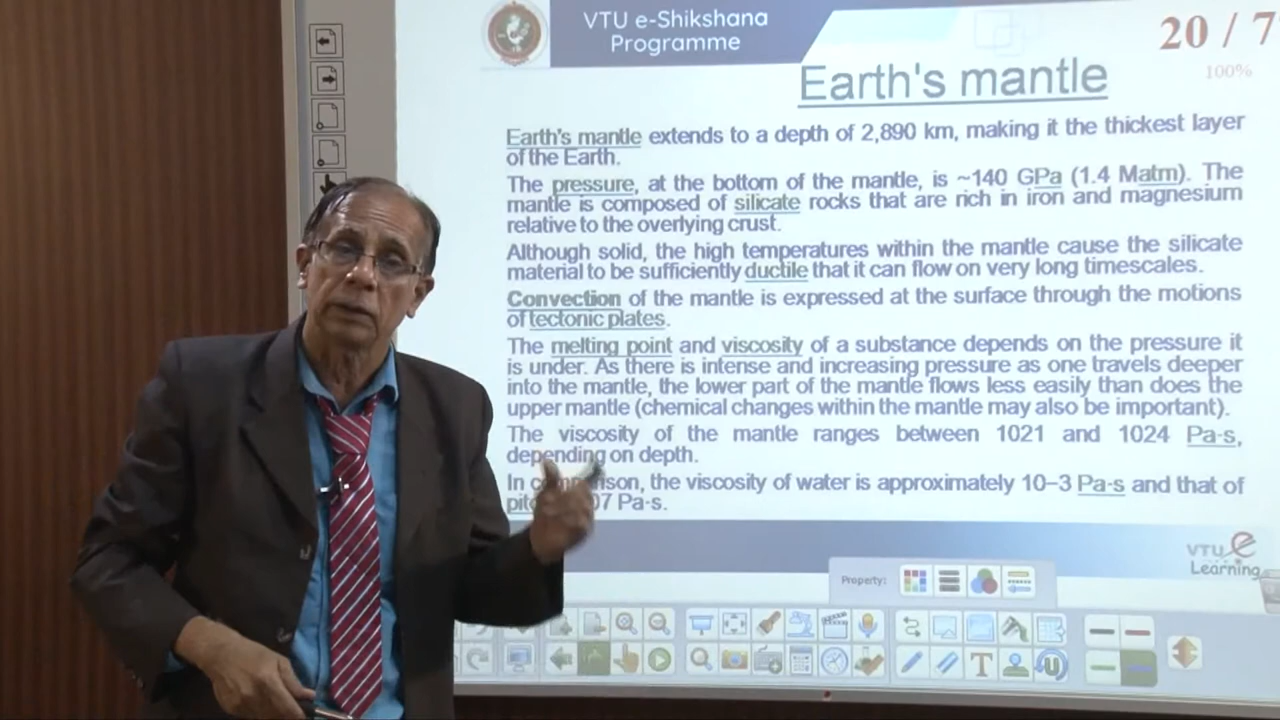 VTU e-Shikshana
Programme
20 / 7
100%
Earth's mantle
Earth's mantle extends to a depth of 2,890 km, making it the thickest layer
of the Earth.
The pressure, at the bottom of the mantle, is ~140 GPa (1.4 Matm). The
mantle is composed of silicate rocks that are rich in iron and magnesium
relative to the overlying crust.
Although solid, the high temperatures within the mantle cause the silicate
material to be sufficiently ductile that it can flow on very long timescales.
Convection of the mantle is expressed at the surface through the motions
of tectonic plates.
The melting point and viscosity of a substance depends on the pressure it
is under. As there is intense and increasing pressure as one travels deeper
into the mantle, the lower part of the mantle flows less easily than does the
upper mantle (chemical changes within the mantle may also be important).
The viscosity of the mantle ranges between 1021 and 1024 Pa·s,
depending on depth.
In the viscosity of water is approximately 10−3 Pa·s and that of
Pa·s.
VTU e
Learning
Property: